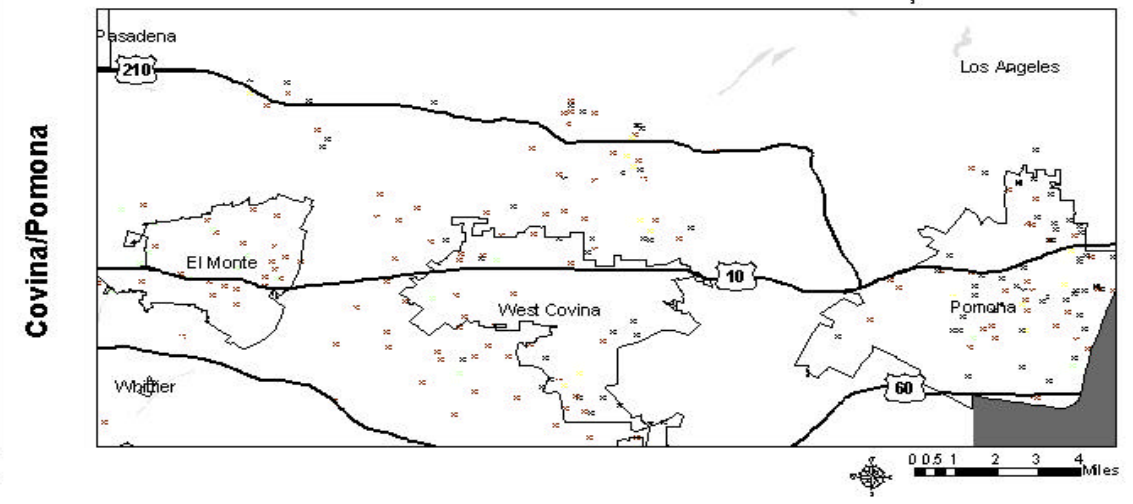 Covina/Pomona
Pasadena
210
Los Angeles
El Monte
10
West Covina
Pomona
Whittier
60
0 0.5 1 2 3 4
Miles